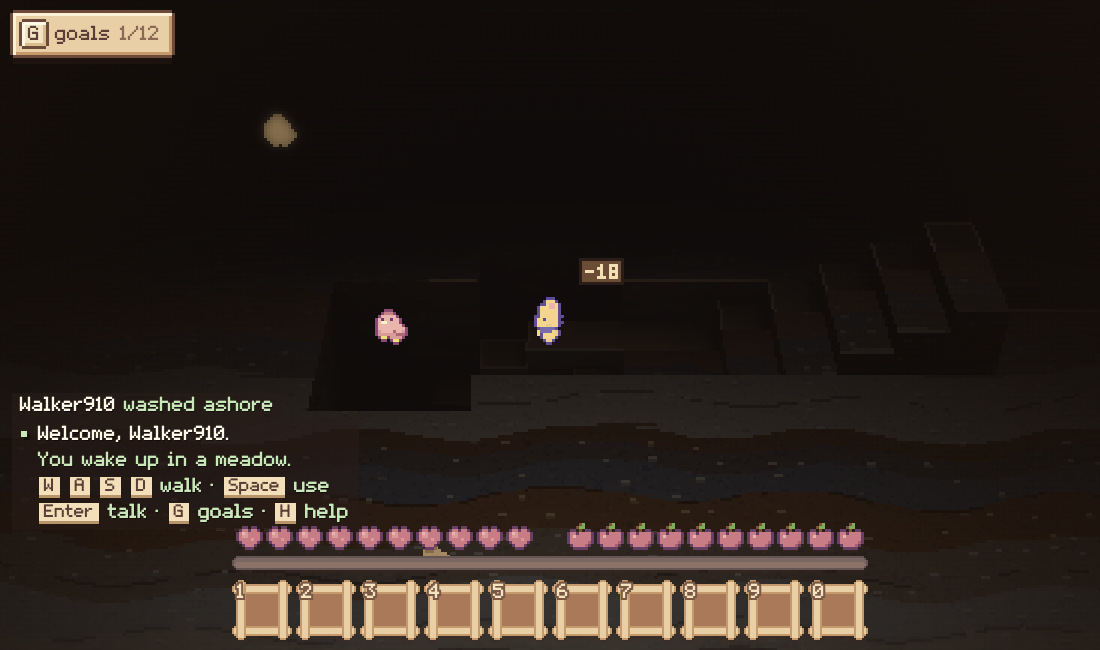 G goals 1/12
-18
Walker910 washed ashore
▪ Welcome, Walker910.
You wake up in a meadow.
W A S D walk · Space use
Enter talk · G goals · H help
1 2 3 4 5 6 7 8 9 0